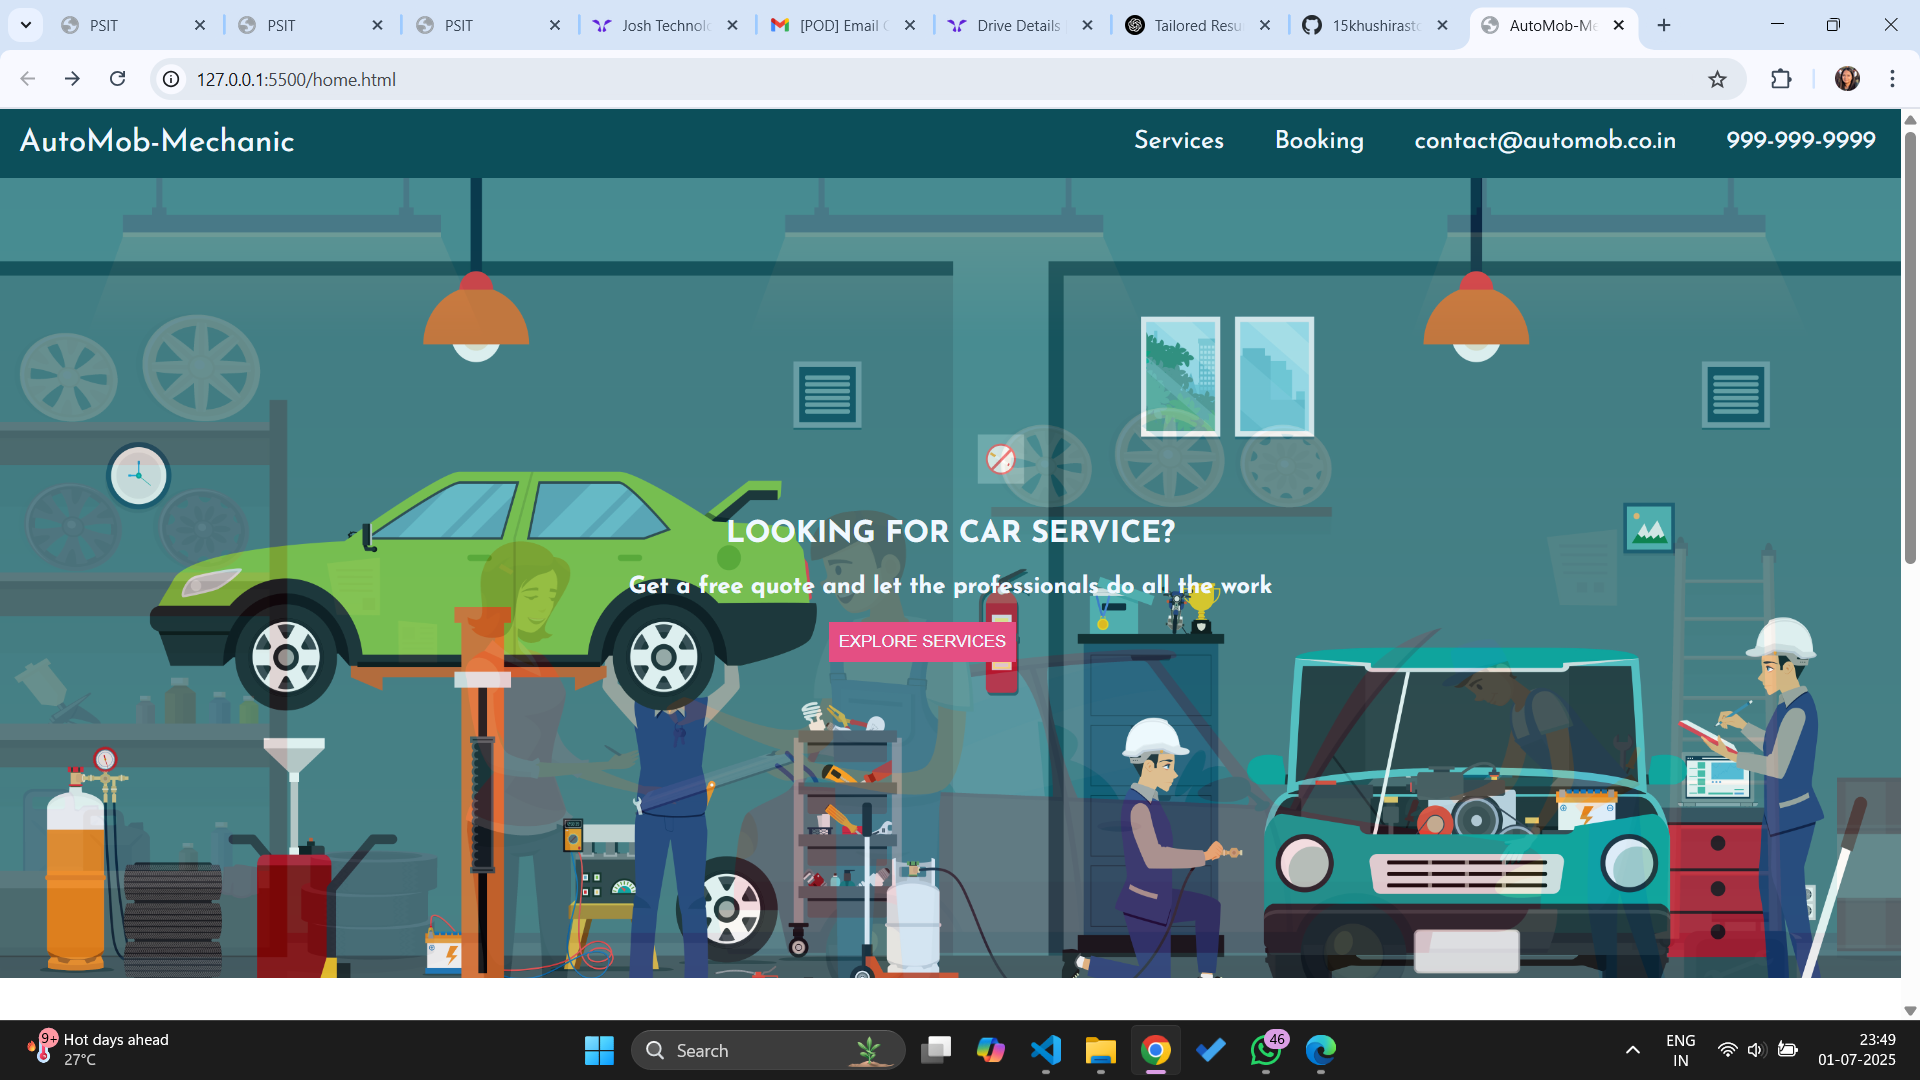 PSIT
PSIT
PSIT
Josh Technolo
[POD] Email C
Drive Details
Tailored Resu
15khushirasto
AutoMob-Me
127.0.0.1:5500/home.html
AutoMob-Mechanic
Services
Booking
contact@automob.co.in
999-999-9999
LOOKING FOR CAR SERVICE?
Get a free quote and let the professionals do all the work
EXPLORE SERVICES
9+
Hot days ahead
27°C
Search
46
ENG
IN
23:49
01-07-2025